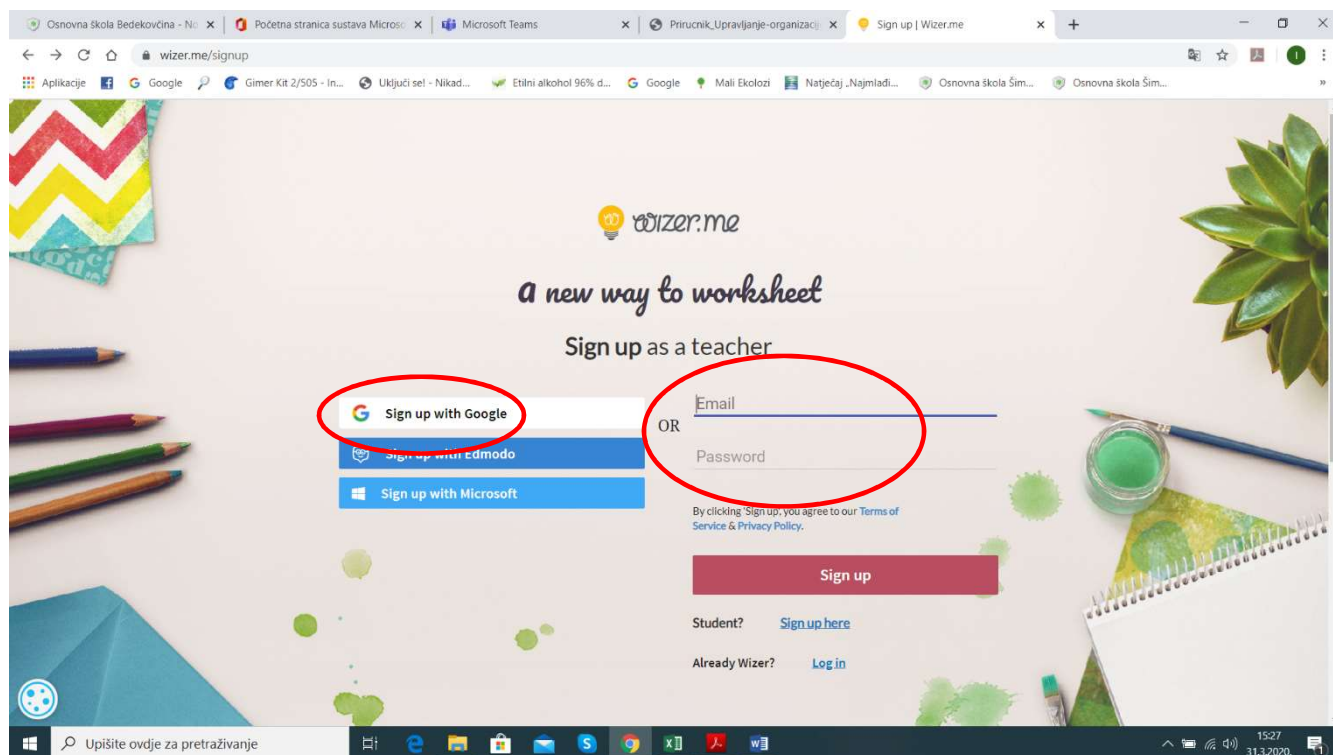 Osnovna škola Bedekovčina - No
Početna stranica sustava Micros
Microsoft Teams
Prirucnik_Upravljanje-organizacij
Sign up | Wizer.me
wizer.me/signup
Aplikacije
Google
Gimer Kit 2/505 - In...
Uključi se! - Nikad...
Etilni alkohol 96% d...
Google
Mali Ekolozi
Natječaj „Najmlađi...
Osnovna škola Šim...
Osnovna škola Šim...
wizer.me
a new way to worksheet
Sign up as a teacher
Sign up with Google
Sign up with Edmodo
Sign up with Microsoft
OR
Email
Password
By clicking 'Sign up, you agree to our Terms of
Service & Privacy Policy.
Sign up
Student? Sign up here
Already Wizer? Log in
Upišite ovdje za pretraživanje
15:27
31.3.2020.